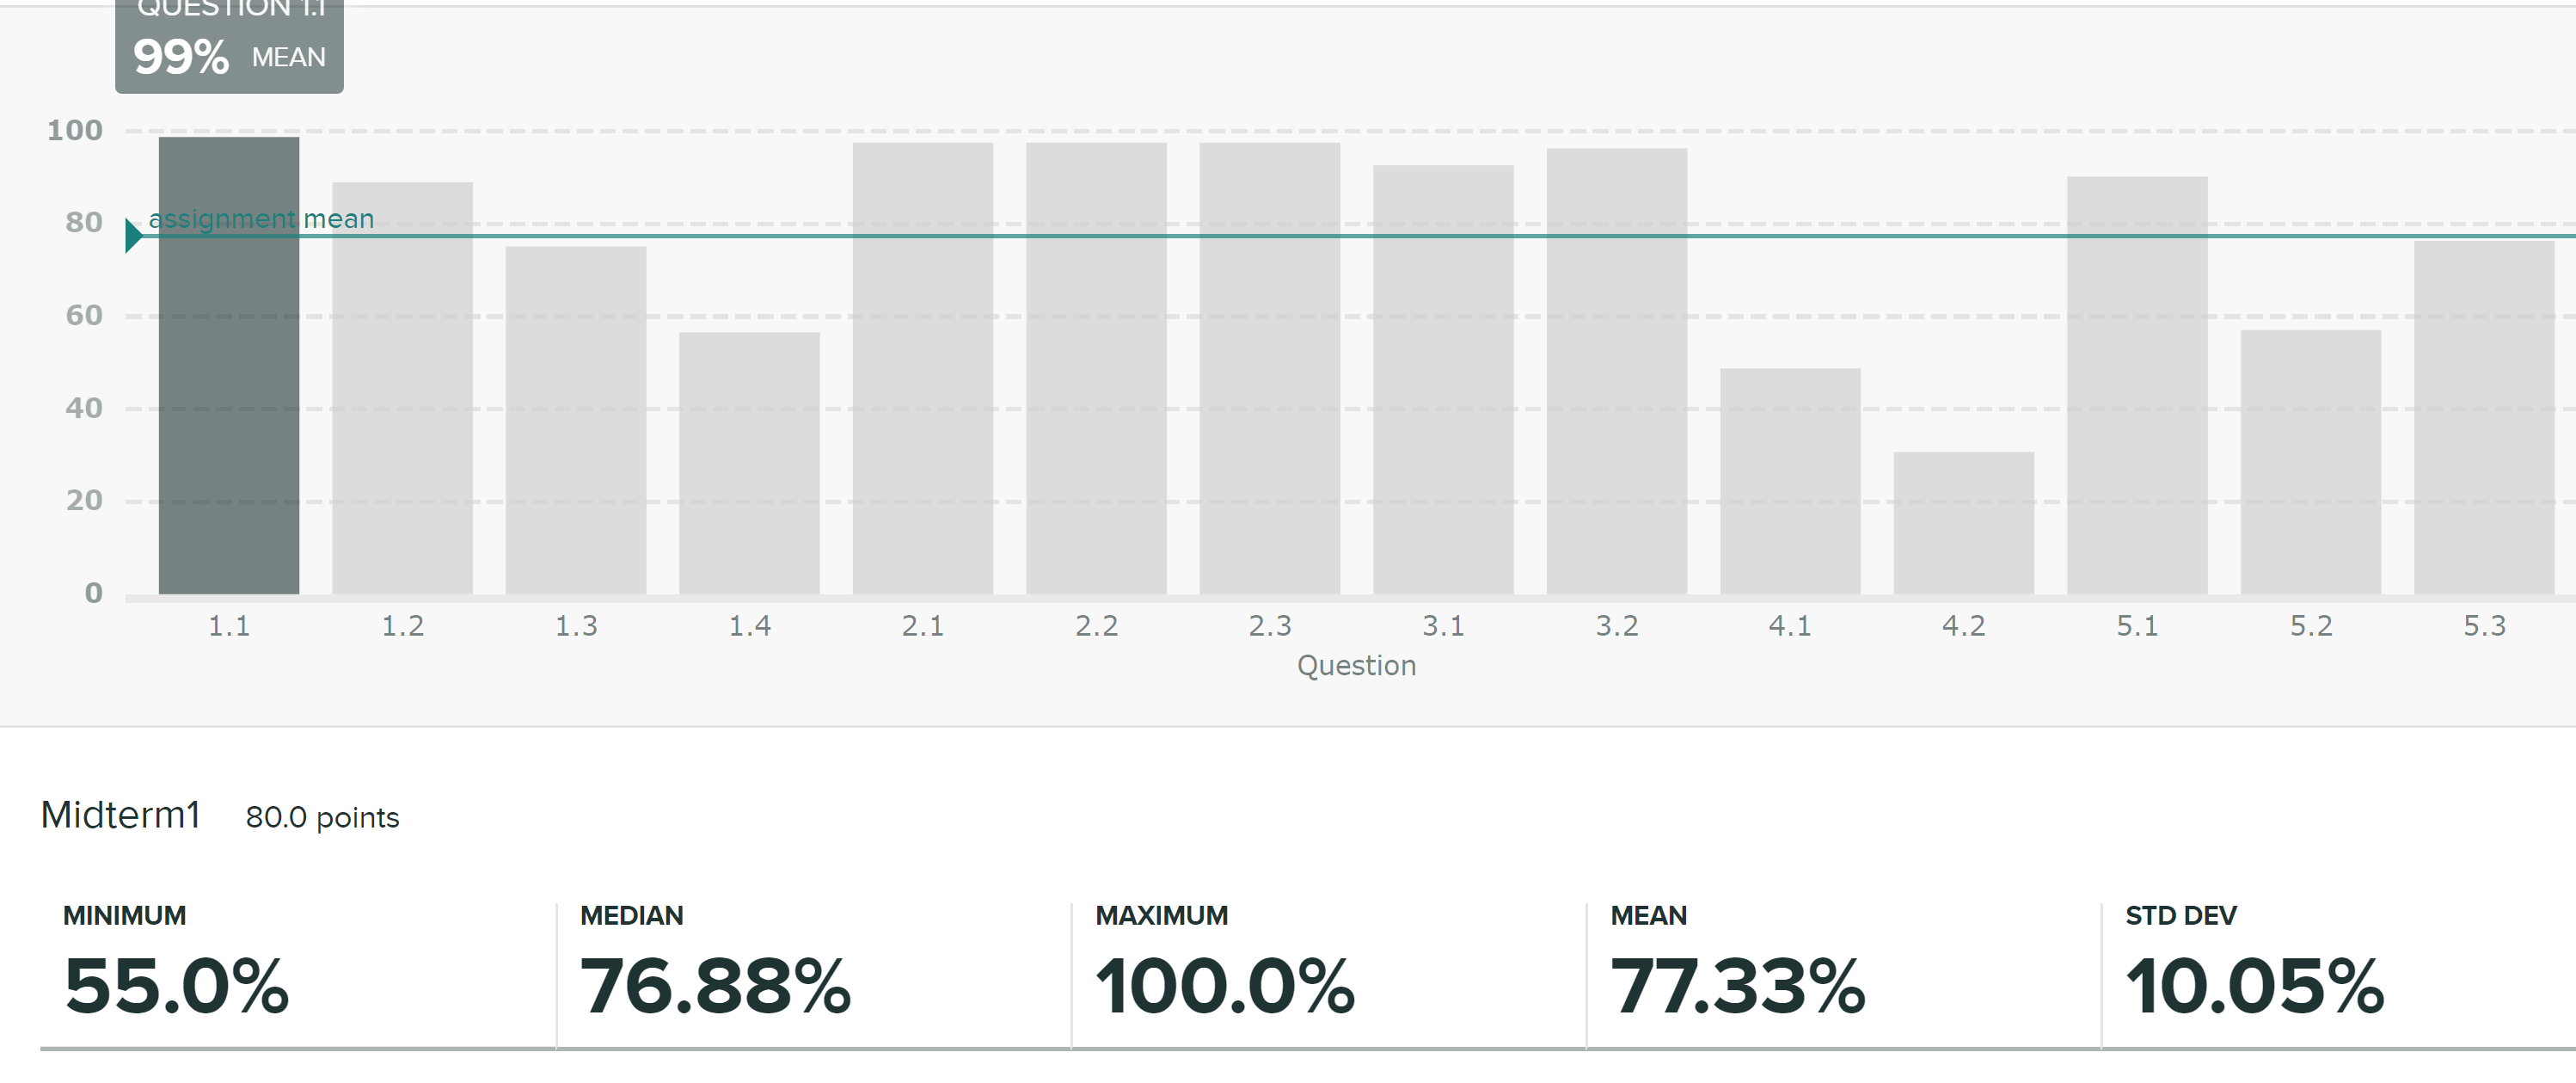 QUESTION 1.1
99% MEAN
100
assignment mean
80
60
40
20
0
1.1 1.2 1.3 1.4 2.1 2.2 2.3 3.1 3.2 4.1 4.2 5.1 5.2 5.3
Question
Midterm1 80.0 points
MINIMUM MEDIAN MAXIMUM MEAN STD DEV
55.0% 76.88% 100.0% 77.33% 10.05%